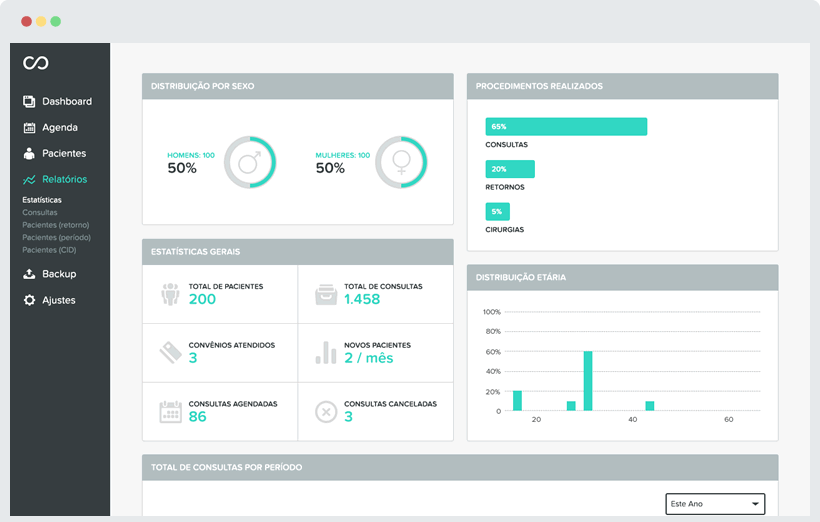 Dashboard
Agenda
Pacientes
Relatórios
Estatísticas
Consultas
Pacientes (retorno)
Pacientes (período)
Pacientes (CID)
Backup
Ajustes
DISTRIBUIÇÃO POR SEXO
HOMENS: 100
50%
MULHERES: 100
50%
PROCEDIMENTOS REALIZADOS
65%
CONSULTAS
20%
RETORNOS
5%
CIRURGIAS
ESTATÍSTICAS GERAIS
TOTAL DE PACIENTES
200
TOTAL DE CONSULTAS
1.458
CONVÊNIOS ATENDIDOS
3
NOVOS PACIENTES
2 / mês
CONSULTAS AGENDADAS
86
CONSULTAS CANCELADAS
3
DISTRIBUIÇÃO ETÁRIA
100%
80%
60%
40%
20%
0
20
40
60
TOTAL DE CONSULTAS POR PERÍODO
Este Ano